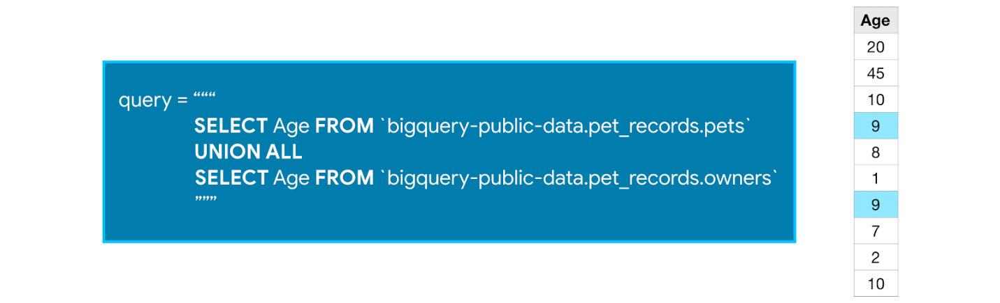 query = “““
SELECT Age FROM `bigquery-public-data.pet_records.pets`
UNION ALL
SELECT Age FROM `bigquery-public-data.pet_records.owners`
”””
Age
20
45
10
9
8
1
9
7
2
10